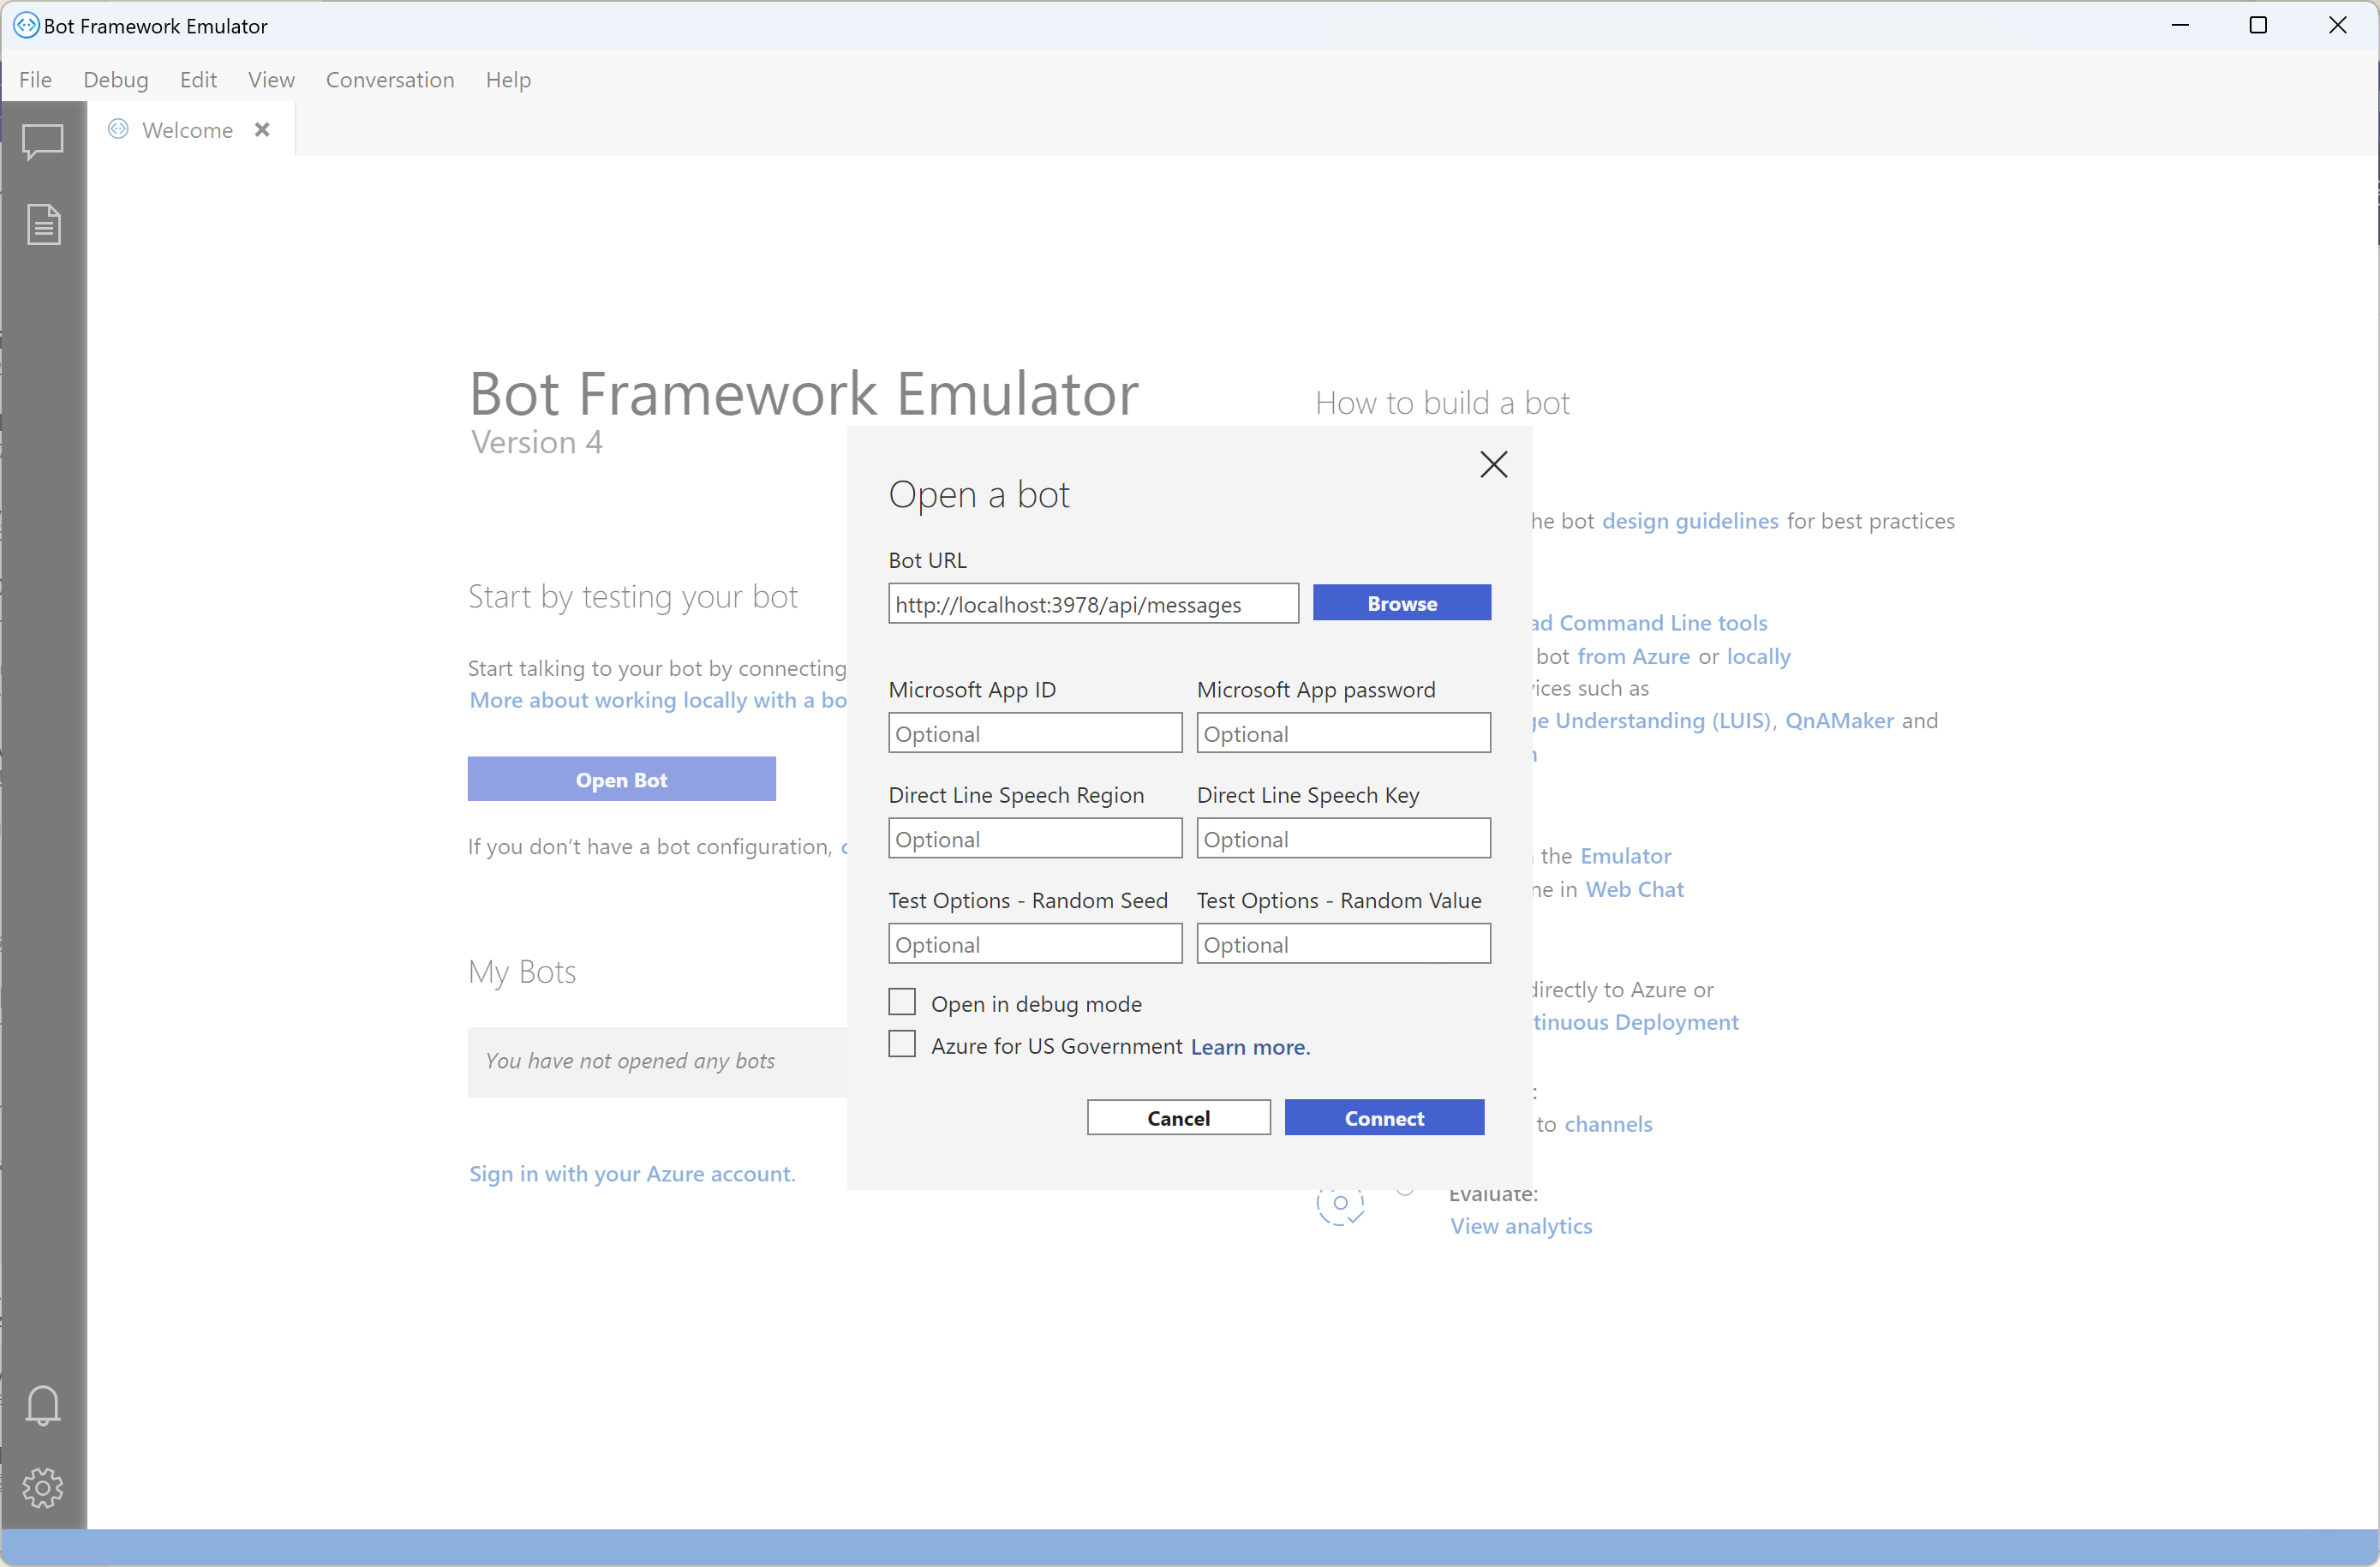 Bot Framework Emulator
File Debug Edit View Conversation Help
Welcome
Bot Framework Emulator
Version 4
Start by testing your bot
Start talking to your bot by connecting
More about working locally with a bo
Open Bot
If you don't have a bot configuration,
My Bots
You have not opened any bots
Sign in with your Azure account.
How to build a bot
he bot design guidelines for best practices
ad Command Line tools
bot from Azure or locally
ices such as
ge Understanding (LUIS), QnAMaker and
the Emulator
ne in Web Chat
directly to Azure or
tinuous Deployment
to channels
Evaluate:
View analytics
Open a bot
Bot URL
http://localhost:3978/api/messages Browse
Microsoft App ID Microsoft App password
Optional Optional
Direct Line Speech Region Direct Line Speech Key
Optional Optional
Test Options - Random Seed Test Options - Random Value
Optional Optional
Open in debug mode
Azure for US Government Learn more.
Cancel Connect